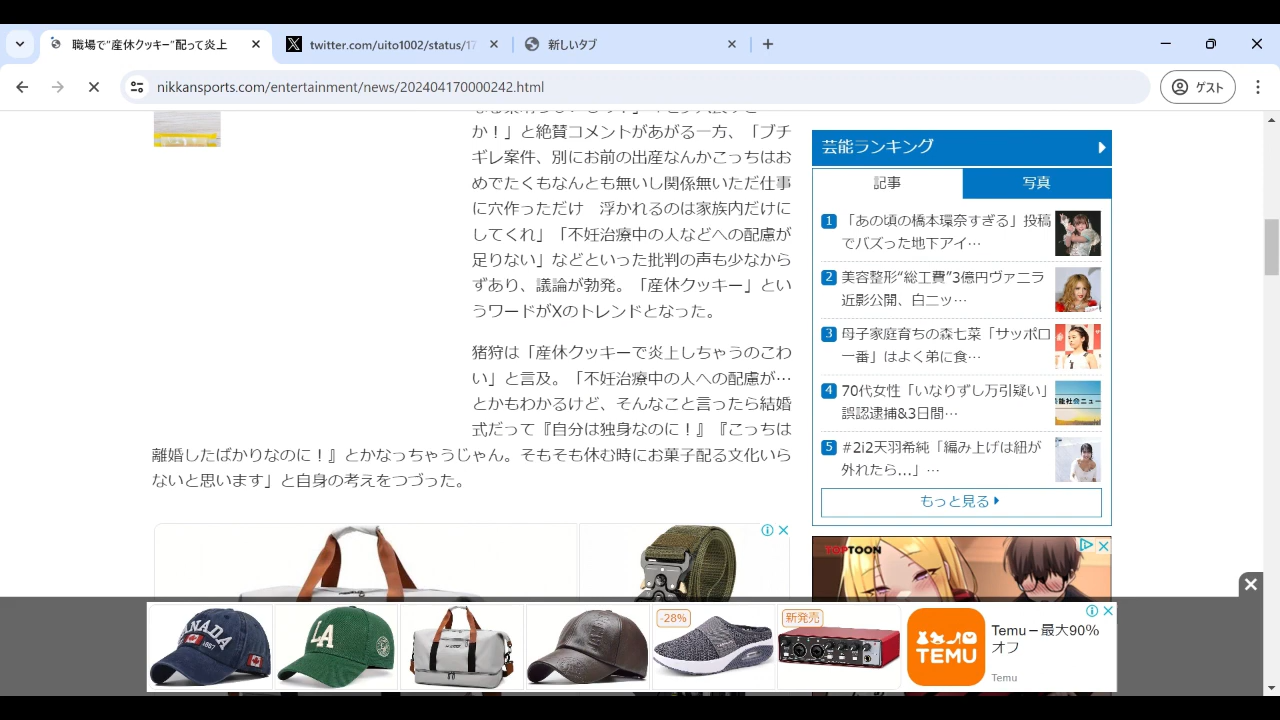 職場で"産休クッキー"配って炎上
twitter.com/uito1002/status/17
新しいタブ
nikkansports.com/entertainment/news/202404170000242.html
ゲスト
か！」と絶賛コメントがあがる一方、「ブチ
ギレ案件、別にお前の出産なんかこっちはお
めでたくもなんとも無いし関係無いただ仕事
に穴作っただけ　浮かれるのは家族内だけに
してくれ」「不妊治療中の人などへの配慮が
足りない」などといった批判の声も少なから
ずあり、議論が勃発。「産休クッキー」とい
うワードがXのトレンドとなった。
猪狩は「産休クッキーで炎上しちゃうのこわ
い」と言及。「不妊治療中の人への配慮が…
とかもわかるけど、そんなこと言ったら結婚
式だって『自分は独身なのに！』『こっちは
離婚したばかりなのに！』とかなっちゃうじゃん。そもそも休む時にお菓子配る文化いら
ないと思います」と自身の考えをつづった。
芸能ランキング
記事
写真
1 「あの頃の橋本環奈すぎる」投稿
でバズった地下アイ…
2 美容整形“総工費”3億円ヴァニラ
近影公開、白ニッ…
3 母子家庭育ちの森七菜「サッポロ
一番」はよく弟に食…
4 70代女性「いなりずし万引疑い」
誤認逮捕&3日間…
5 #2i2天羽希純「編み上げは紐が
外れたら…」…
もっと見る
TOPTOON
CANADA
1867
LA
-28%
新発売
TEMU
Temu – 最大90%
オフ
Temu